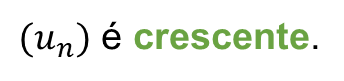 (uₙ) é crescente.